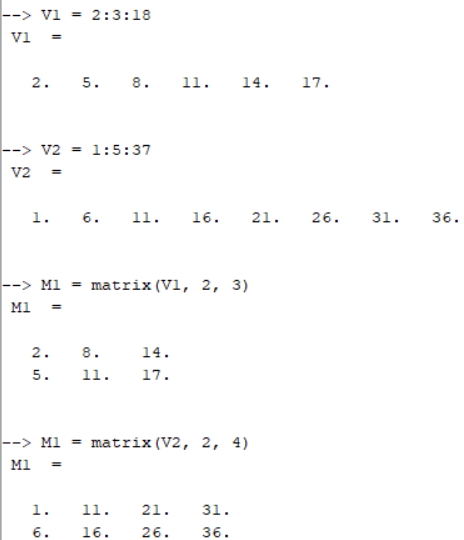 --> V1 = 2:3:18
V1 =
2. 5. 8. 11. 14. 17.
--> V2 = 1:5:37
V2 =
1. 6. 11. 16. 21. 26. 31. 36.
--> M1 = matrix(V1, 2, 3)
M1 =
2. 8. 14.
5. 11. 17.
--> M1 = matrix(V2, 2, 4)
M1 =
1. 11. 21. 31.
6. 16. 26. 36.